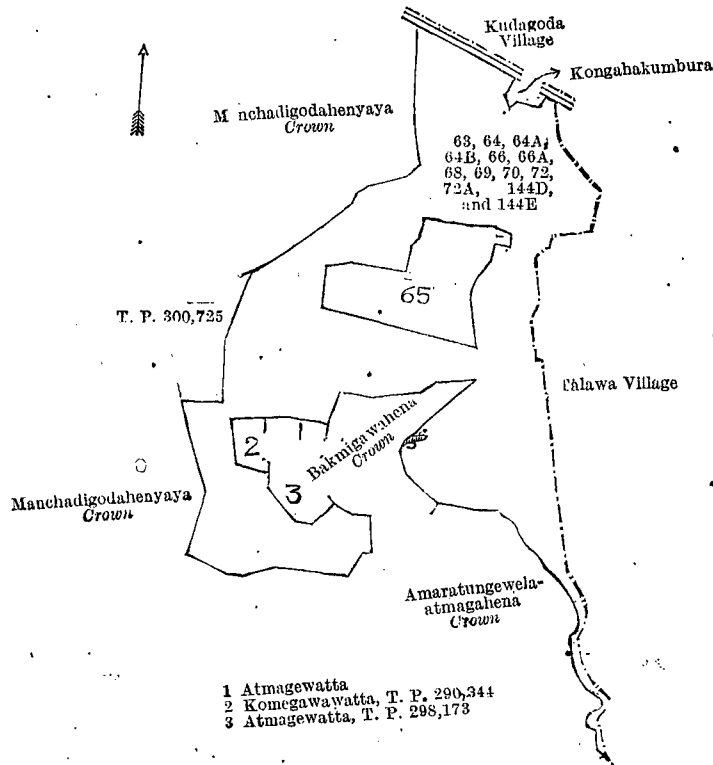 Kudagoda
Village
Kongahakumbura
M nchadigodahenyaya
Crown
63, 64, 64A,
64B, 66, 66A,
68, 69, 70, 72,
72A, 144D,
and 144E
65
T. P. 300,725
Talawa Village
Bakmigawahena
Crown
2
3
Manchadigodahenyaya
Crown
Amaratungewela-
atmagahena
Crown
1 Atmagewatta
2 Komegawawatta, T. P. 290,344
3 Atmagewatta, T. P. 298,173